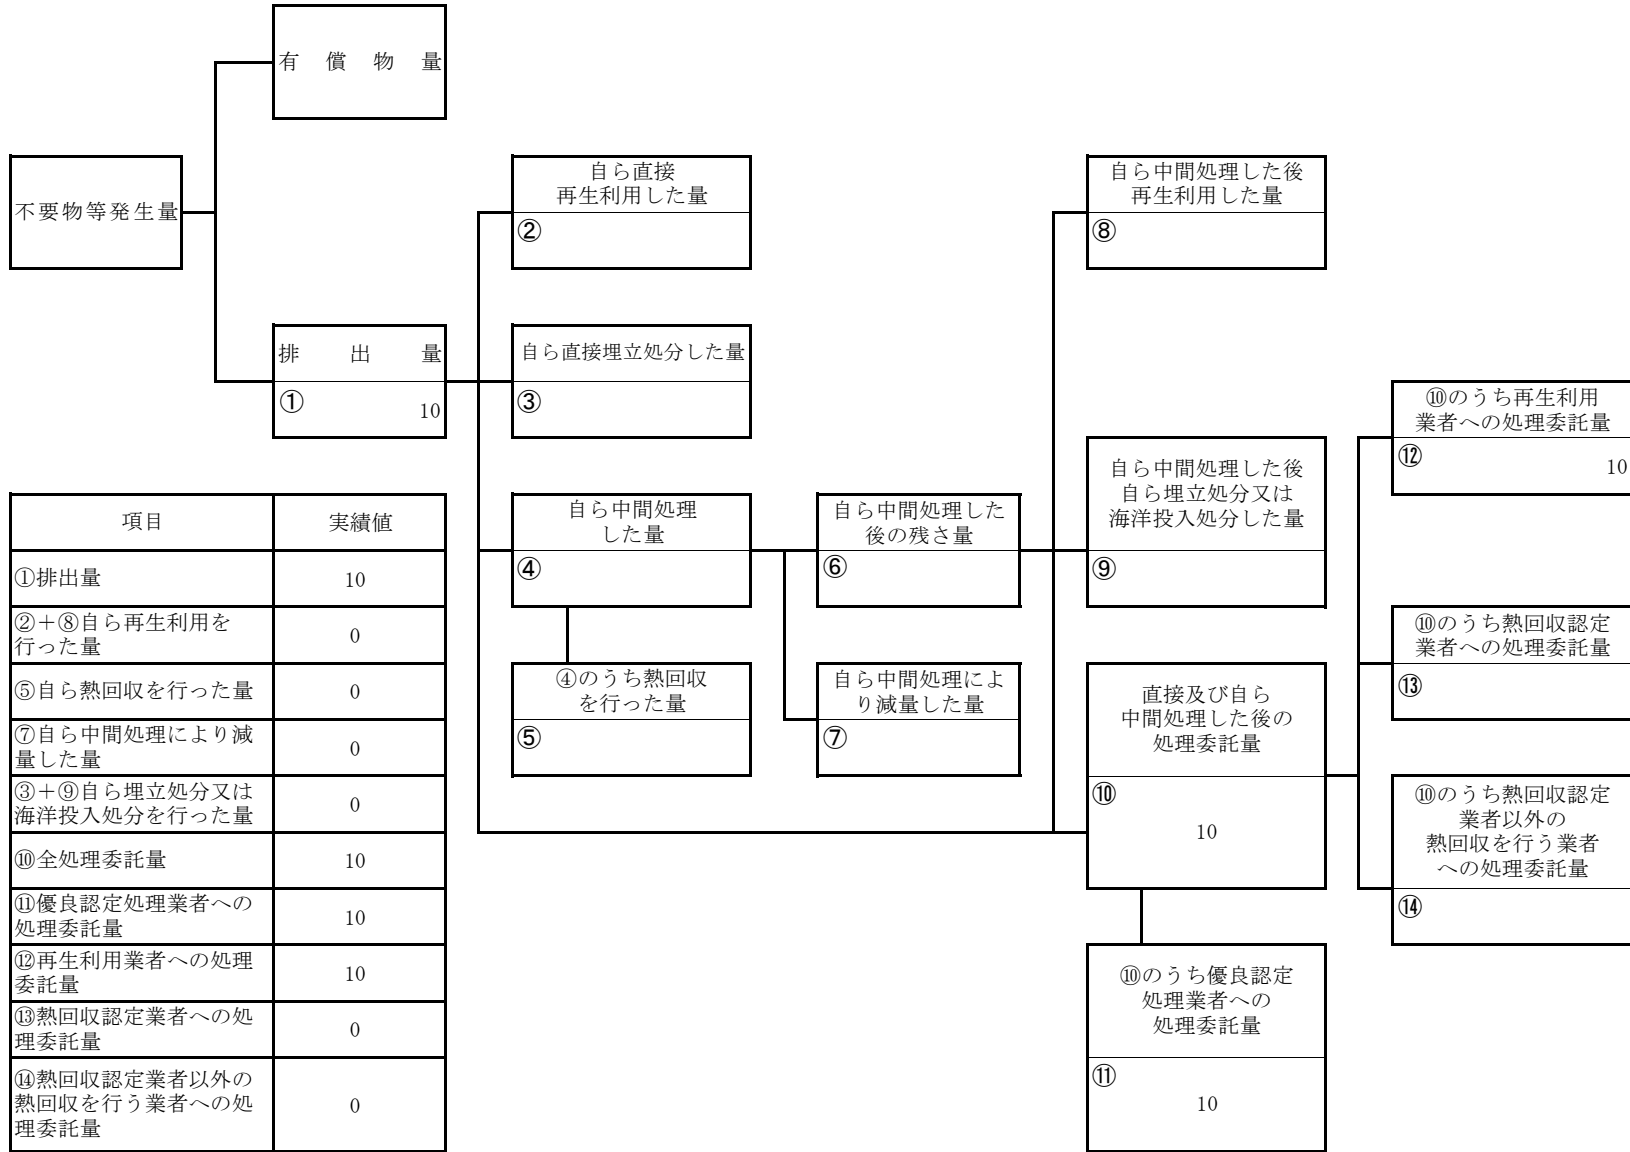 有償物量
不要物等発生量
排出量
①
10
自ら直接
再生利用した量
②
自ら直接埋立処分した量
③
自ら中間処理
した量
④
④のうち熱回収
を行った量
⑤
自ら中間処理した
後の残さ量
⑥
自ら中間処理によ
り減量した量
⑦
自ら中間処理した後
再生利用した量
⑧
自ら中間処理した後
自ら埋立処分又は
海洋投入処分した量
⑨
直接及び自ら
中間処理した後の
処理委託量
⑩
10
⑩のうち優良認定
処理業者への
処理委託量
⑪
10
⑩のうち再生利用
業者への処理委託量
⑫
10
⑩のうち熱回収認定
業者への処理委託量
⑬
⑩のうち熱回収認定
業者以外の
熱回収を行う業者
への処理委託量
⑭
項目 実績値
①排出量 10
②＋⑧自ら再生利用を
行った量 0
⑤自ら熱回収を行った量 0
⑦自ら中間処理により減
量した量 0
③＋⑨自ら埋立処分又は
海洋投入処分を行った量 0
⑩全処理委託量 10
⑪優良認定処理業者への
処理委託量 10
⑫再生利用業者への処理
委託量 10
⑬熱回収認定業者への処
理委託量 0
⑭熱回収認定業者以外の
熱回収を行う業者への処
理委託量 0